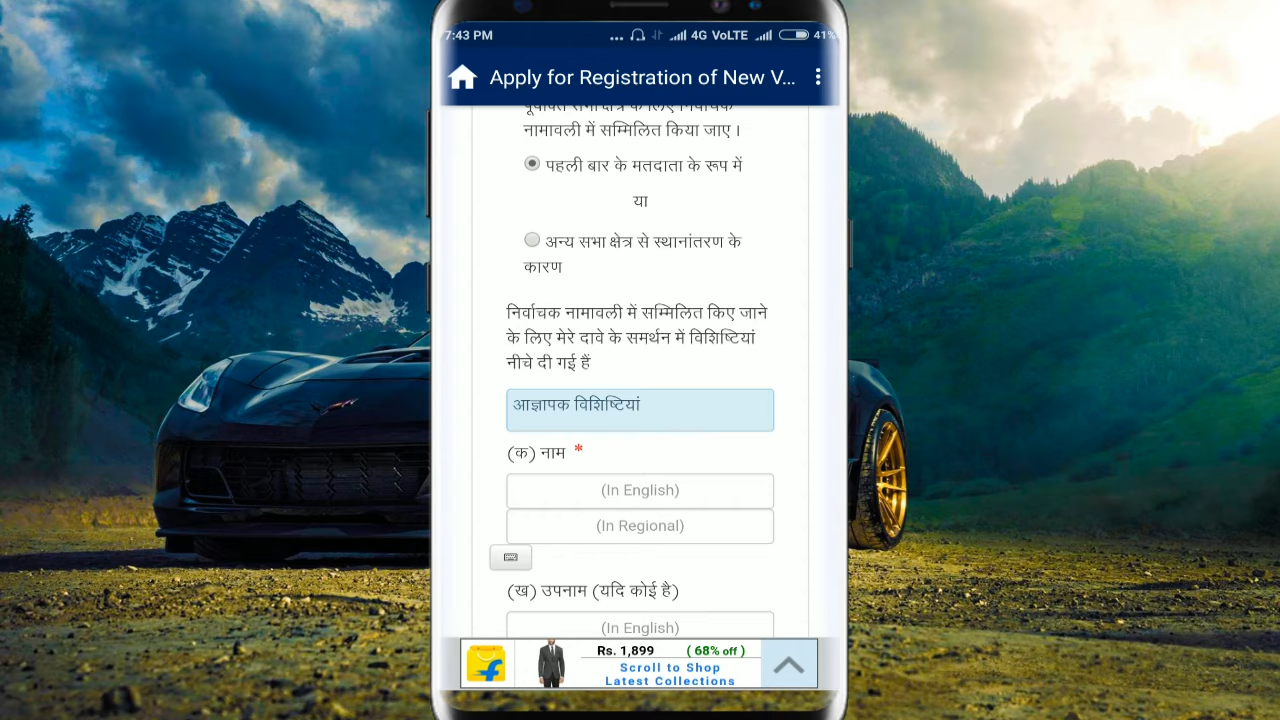 7:43 PM
... 4G VoLTE 41%
Apply for Registration of New V...
नामावली में सम्मिलित किया जाए ।
पहली बार के मतदाता के रूप में
या
अन्य सभा क्षेत्र से स्थानांतरण के
कारण
निर्वाचक नामावली में सम्मिलित किए जाने
के लिए मेरे दावे के समर्थन में विशिष्टियां
नीचे दी गई हैं
आज्ञापक विशिष्टियां
(क) नाम *
(In English)
(In Regional)
(ख) उपनाम (यदि कोई है)
(In English)
Rs. 1,899 ( 68% off )
Scroll to Shop
Latest Collections